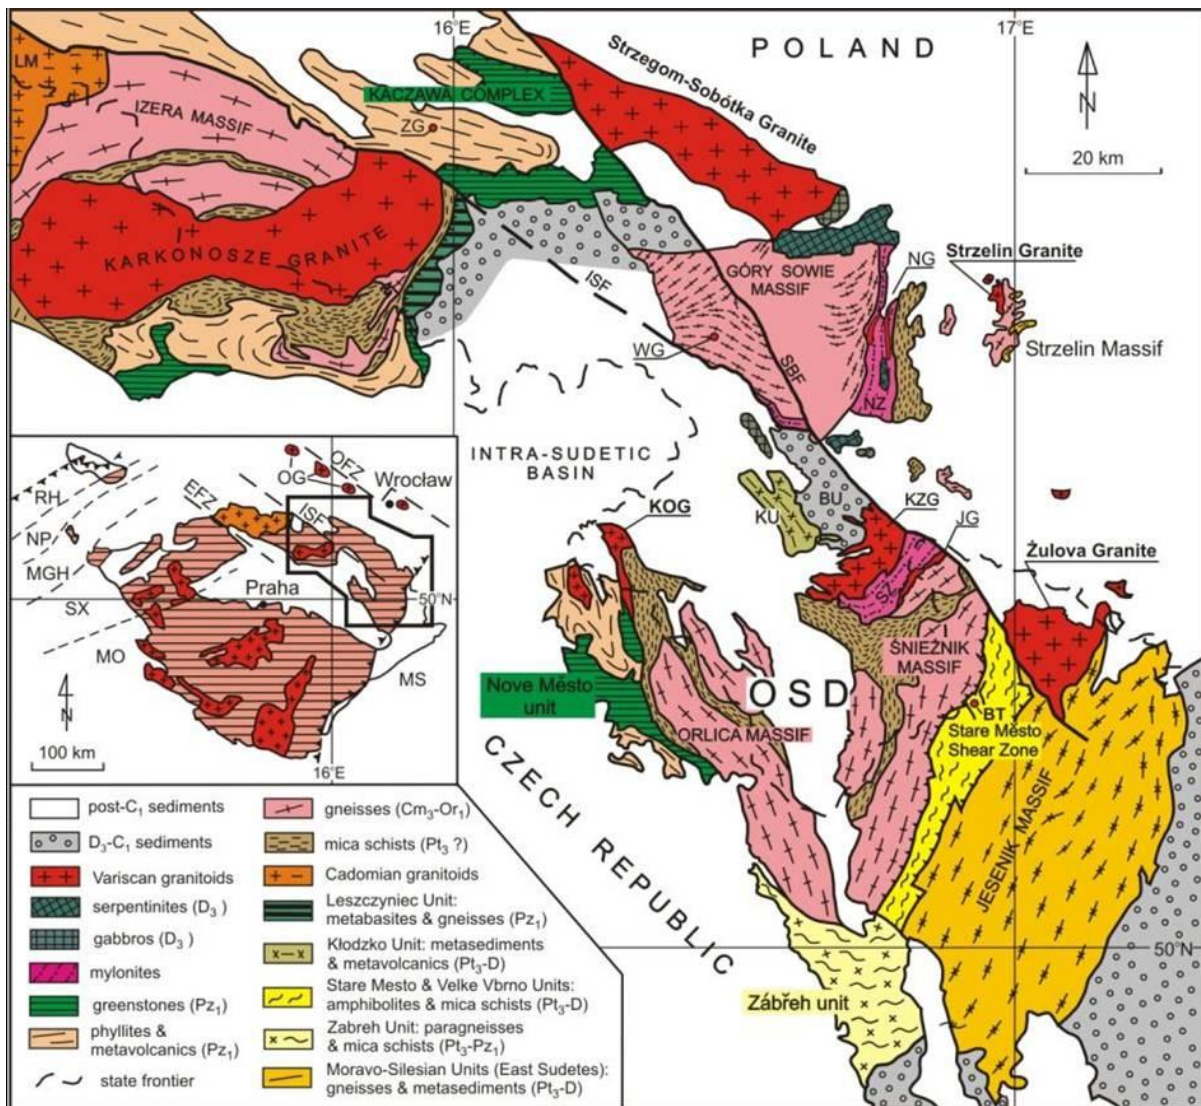 16°E
17°E
POLAND
N
20 km
LM
IZERA MASSIF
KACZAWA COMPLEX
ZG
Strzegom-Sobótka Granite
KARKONOSZE GRANITE
ISF
GÓRY SOWIE
MASSIF
NG
Strzelin Granite
Strzelin Massif
WG
SBF
NZ
INTRA-SUDETIC
BASIN
BU
KU
KZG
JG
KOG
Żulova Granite
ŚNIEŻNIK
MASSIF
OSD
Nove Město
unit
ORLICA MASSIF
BT
Stare Město
Shear Zone
JESENIK MASSIF
CZECH REPUBLIC
50°N
Zábřeh unit
OG
OFZ
Wrocław
RH
EFZ
ISF
NP
MGH
Praha
SX
50°N
MO
MS
N
100 km
16°E
post-C₁ sediments
D₃-C₁ sediments
Variscan granitoids
serpentinites (D₃ )
gabbros (D₃ )
mylonites
greenstones (Pz₁)
phyllites &
metavolcanics (Pz₁)
state frontier
gneisses (Cm₃-Or₁)
mica schists (Pt₃ ?)
Cadomian granitoids
Leszczyniec Unit:
metabasites & gneisses (Pz₁)
Kłodzko Unit: metasediments
& metavolcanics (Pt₃-D)
Stare Mesto & Velke Vbrno Units:
amphibolites & mica schists (Pt₃-D)
Zabreh Unit: paragneisses
& mica schists (Pt₃-Pz₁)
Moravo-Silesian Units (East Sudetes):
gneisses & metasediments (Pt₃-D)